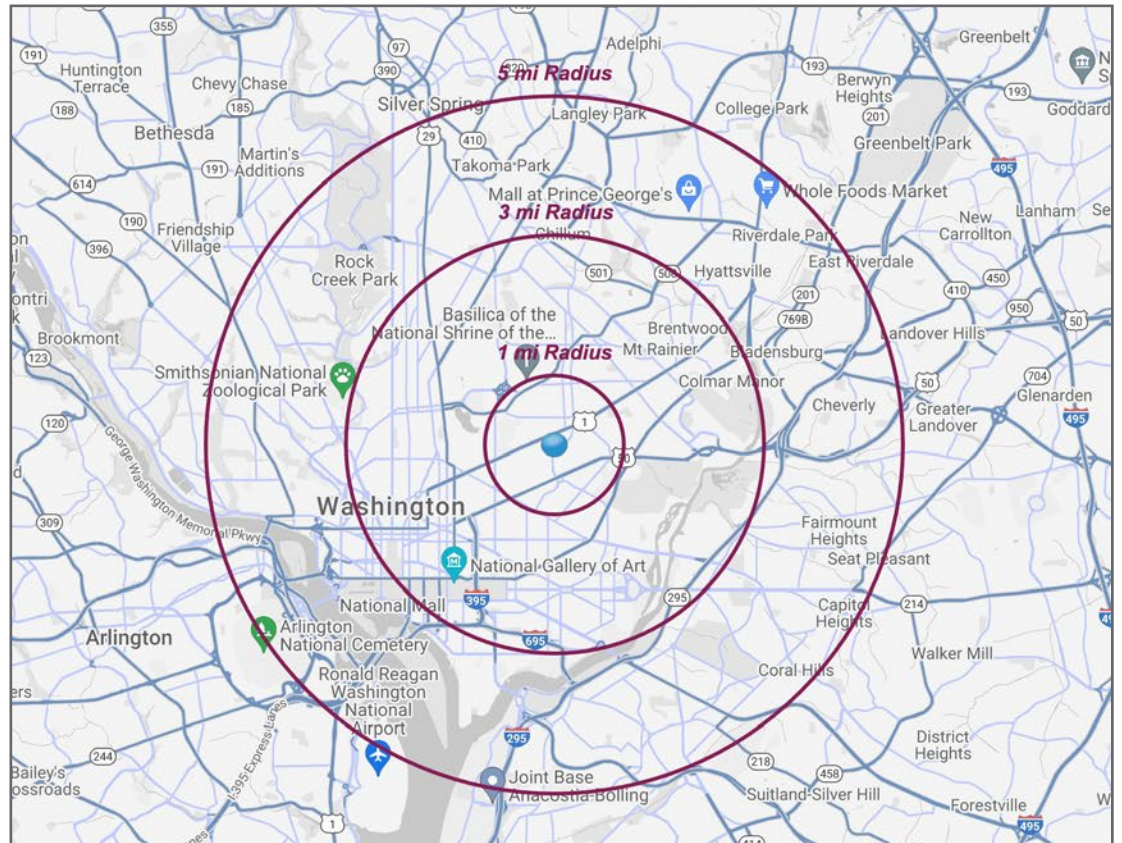 355
193
Adelphi
Greenbelt
191
Huntington
Terrace
97
390
320
5 mi Radius
193
Berwyn
Heights
193
Goddard
188
Chevy Chase
185
Silver Spring
Langley Park
College Park
201
Bethesda
29
410
Greenbelt Park
Martin's
Additions
191
Takoma Park
495
614
Mall at Prince George's
Whole Foods Market
190
Friendship
Village
3 mi Radius
Chillum
Riverdale Park
New
Carrollton
Lanham
396
Rock
Creek Park
501
500
Hyattsville
East Riverdale
410
450
201
950
50
Brookmont
123
Basilica of the
National Shrine of the...
Brentwood
769B
Landover Hills
1 mi Radius
Mt Rainier
Bladensburg
Smithsonian National
Zoological Park
Colmar Manor
50
704
Glenarden
120
1
Cheverly
Greater
Landover
495
50
George Washington Memorial Pkwy
Washington
309
Fairmount
Heights
Seat Pleasant
National Gallery of Art
National Mall
395
295
Capitol
Heights
214
Arlington
Arlington
National Cemetery
695
Walker Mill
Coral Hills
Ronald Reagan
Washington
National
Airport
I-395 Express Lanes
295
District
Heights
244
218
458
Bailey's
Joint Base
Anacostia-Bolling
Suitland-Silver Hill
Forestville
1
495